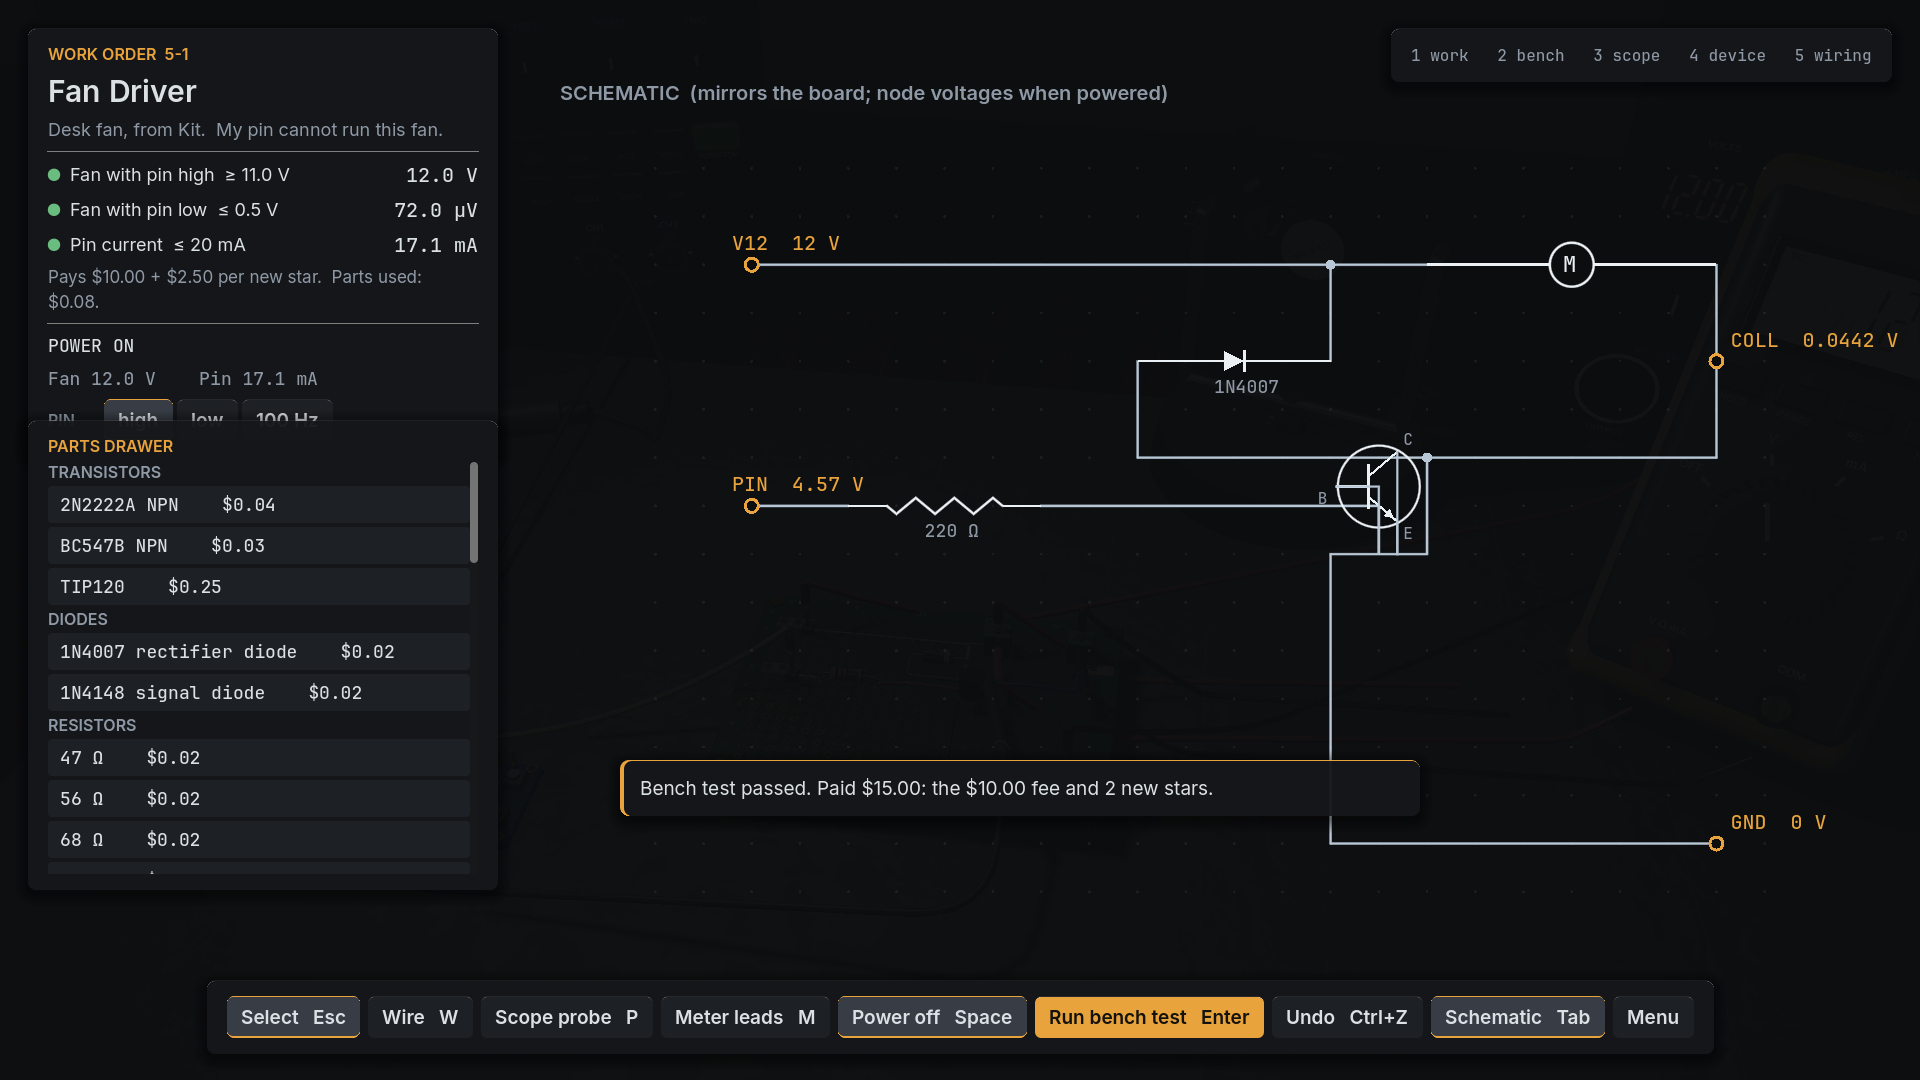 WORK ORDER 5-1
Fan Driver
Desk fan, from Kit. My pin cannot run this fan.
Fan with pin high ≥ 11.0 V 12.0 V
Fan with pin low ≤ 0.5 V 72.0 µV
Pin current ≤ 20 mA 17.1 mA
Pays $10.00 + $2.50 per new star. Parts used:
$0.08.
POWER ON
Fan 12.0 V Pin 17.1 mA
PIN high low 100 Hz
PARTS DRAWER
TRANSISTORS
2N2222A NPN $0.04
BC547B NPN $0.03
TIP120 $0.25
DIODES
1N4007 rectifier diode $0.02
1N4148 signal diode $0.02
RESISTORS
47 Ω $0.02
56 Ω $0.02
68 Ω $0.02
1 work 2 bench 3 scope 4 device 5 wiring
SCHEMATIC (mirrors the board; node voltages when powered)
V12 12 V
M
COLL 0.0442 V
1N4007
C
PIN 4.57 V
B
220 Ω
E
Bench test passed. Paid $15.00: the $10.00 fee and 2 new stars.
GND 0 V
Select Esc
Wire W
Scope probe P
Meter leads M
Power off Space
Run bench test Enter
Undo Ctrl+Z
Schematic Tab
Menu